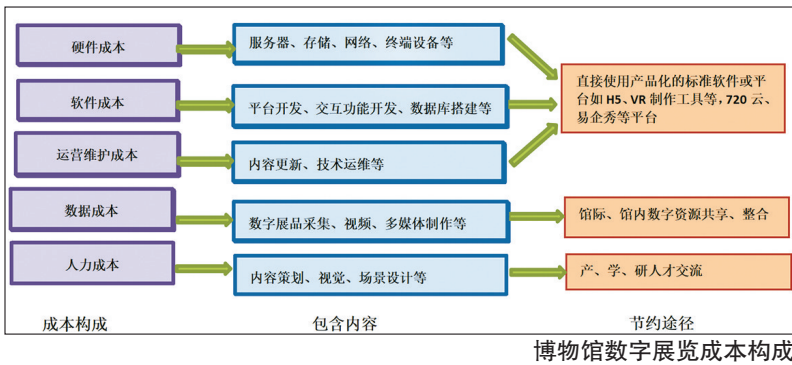 硬件成本
服务器、存储、网络、终端设备等
软件成本
平台开发、交互功能开发、数据库搭建等
直接使用产品化的标准软件或平
台如 H5、VR 制作工具等，720 云、
易企秀等平台
运营维护成本
内容更新、技术运维等
数据成本
数字展品采集、视频、多媒体制作等
馆际、馆内数字资源共享、整合
人力成本
内容策划、视觉、场景设计等
产、学、研人才交流
成本构成
包含内容
节约途径
博物馆数字展览成本构成